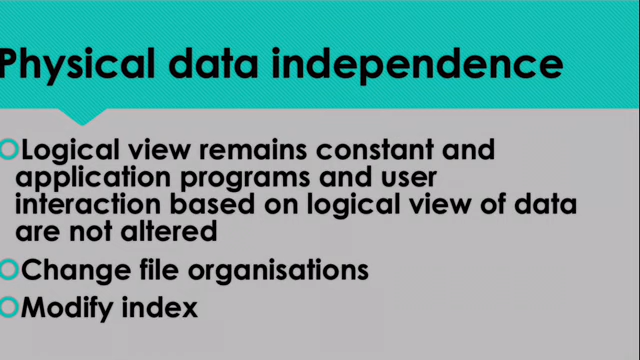 Physical data independence
Logical view remains constant and
application programs and user
interaction based on logical view of data
are not altered
Change file organisations
Modify index